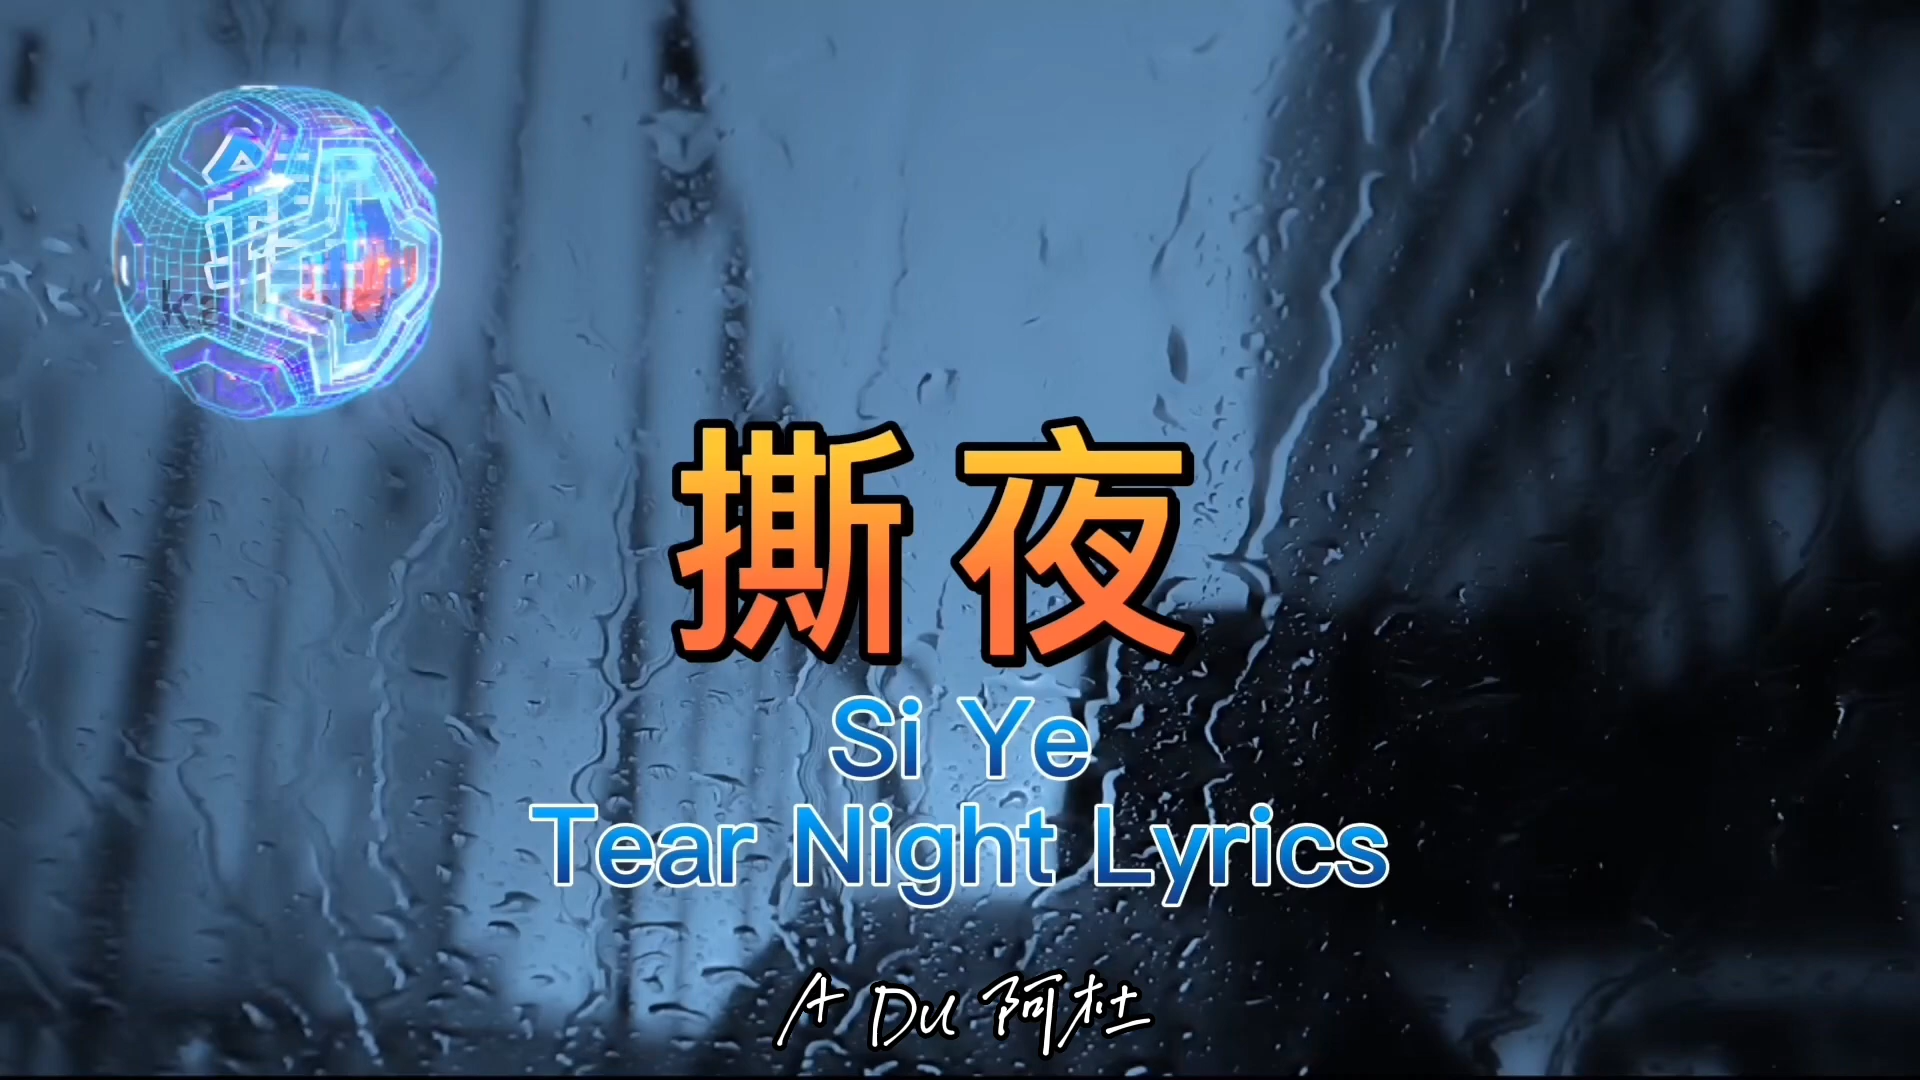 撕夜
Si Ye
Tear Night Lyrics
A DU 阿杜